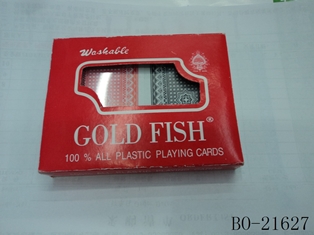 Washable
GOLD FISH®
100 % ALL PLASTIC PLAYING CARDS
BO-21627